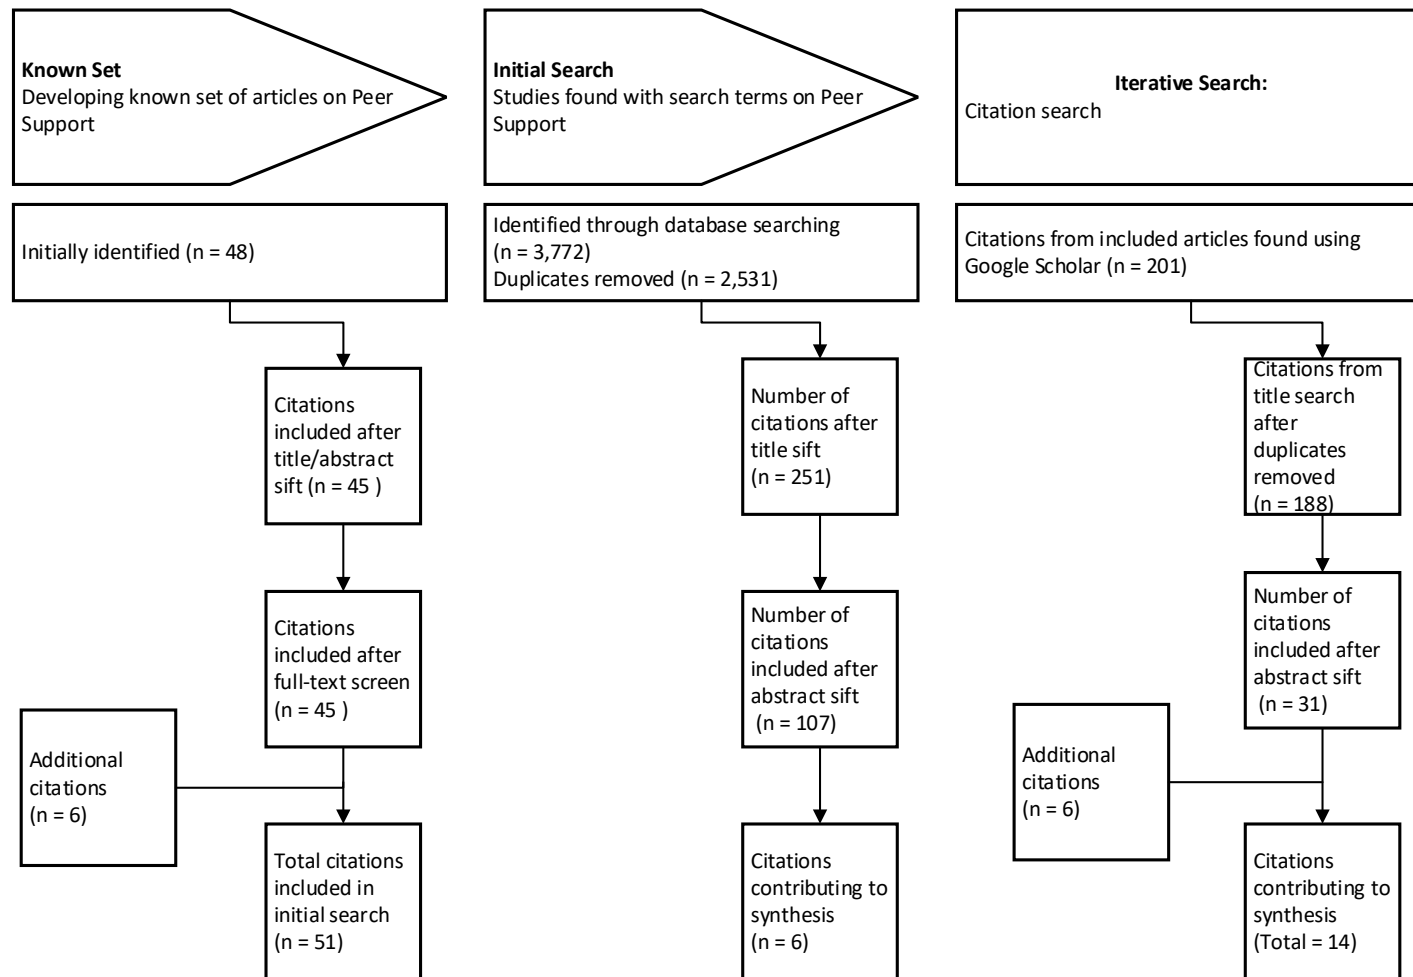 Known Set
Developing known set of articles on Peer
Support
Initially identified (n = 48)
Citations
included after
title/abstract
sift (n = 45 )
Citations
included after
full-text screen
(n = 45 )
Additional
citations
(n = 6)
Total citations
included in
initial search
(n = 51)
Initial Search
Studies found with search terms on Peer
Support
Identified through database searching
(n = 3,772)
Duplicates removed (n = 2,531)
Number of
citations after
title sift
(n = 251)
Number of
citations
included after
abstract sift
(n = 107)
Citations
contributing to
synthesis
(n = 6)
Iterative Search:
Citation search
Citations from included articles found using
Google Scholar (n = 201)
Citations from
title search
after
duplicates
removed
(n = 188)
Number of
citations
included after
abstract sift
(n = 31)
Additional
citations
(n = 6)
Citations
contributing to
synthesis
(Total = 14)